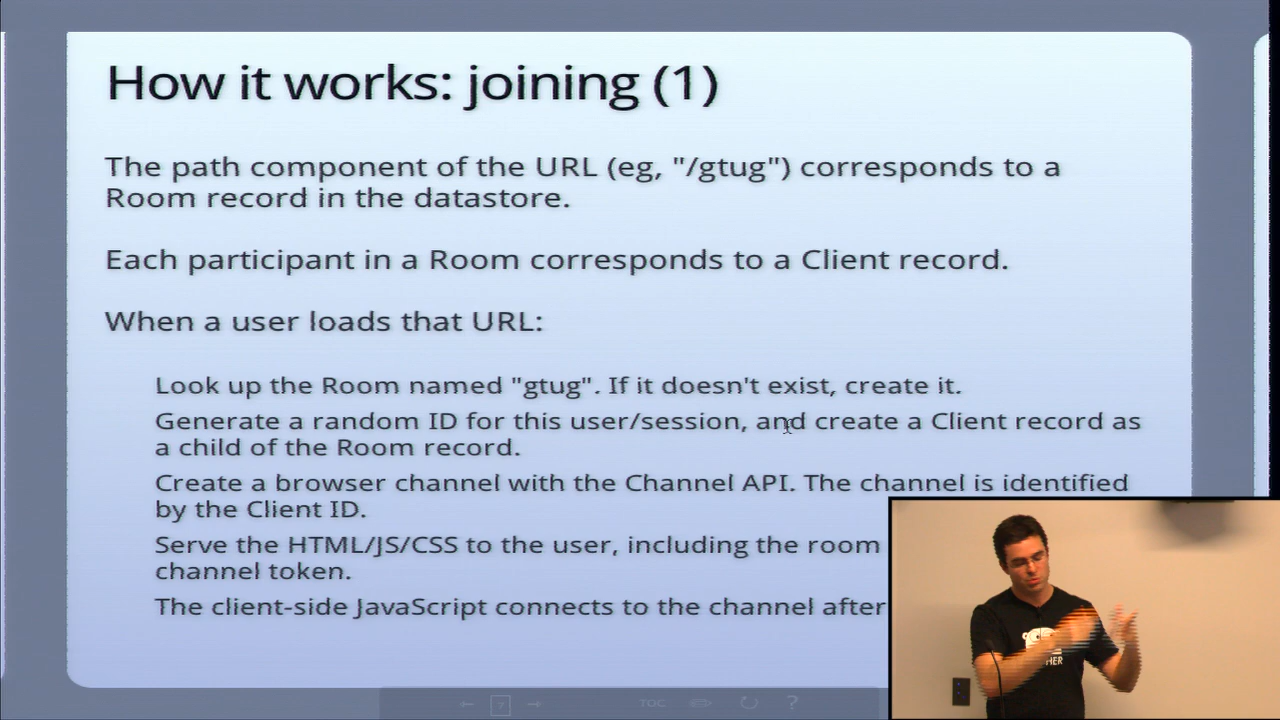 How it works: joining (1)
The path component of the URL (eg, "/gtug") corresponds to a
Room record in the datastore.
Each participant in a Room corresponds to a Client record.
When a user loads that URL:
Look up the Room named "gtug". If it doesn't exist, create it.
Generate a random ID for this user/session, and create a Client record as
a child of the Room record.
Create a browser channel with the Channel API. The channel is identified
by the Client ID.
Serve the HTML/JS/CSS to the user, including the room
channel token.
The client-side JavaScript connects to the channel after
7
TOC
?